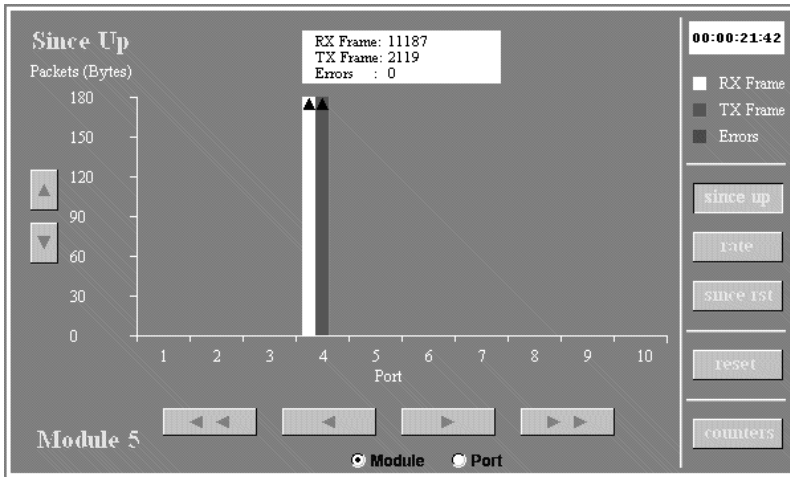 Since Up
Packets (Bytes)
RX Frame: 11187
TX Frame: 2119
Errors : 0
180
150
120
90
60
30
0
1 2 3 4 5 6 7 8 9 10
Port
Module 5
Module Port
00:00:21:42
RX Frame
TX Frame
Errors
since up
rate
since rst
reset
counters